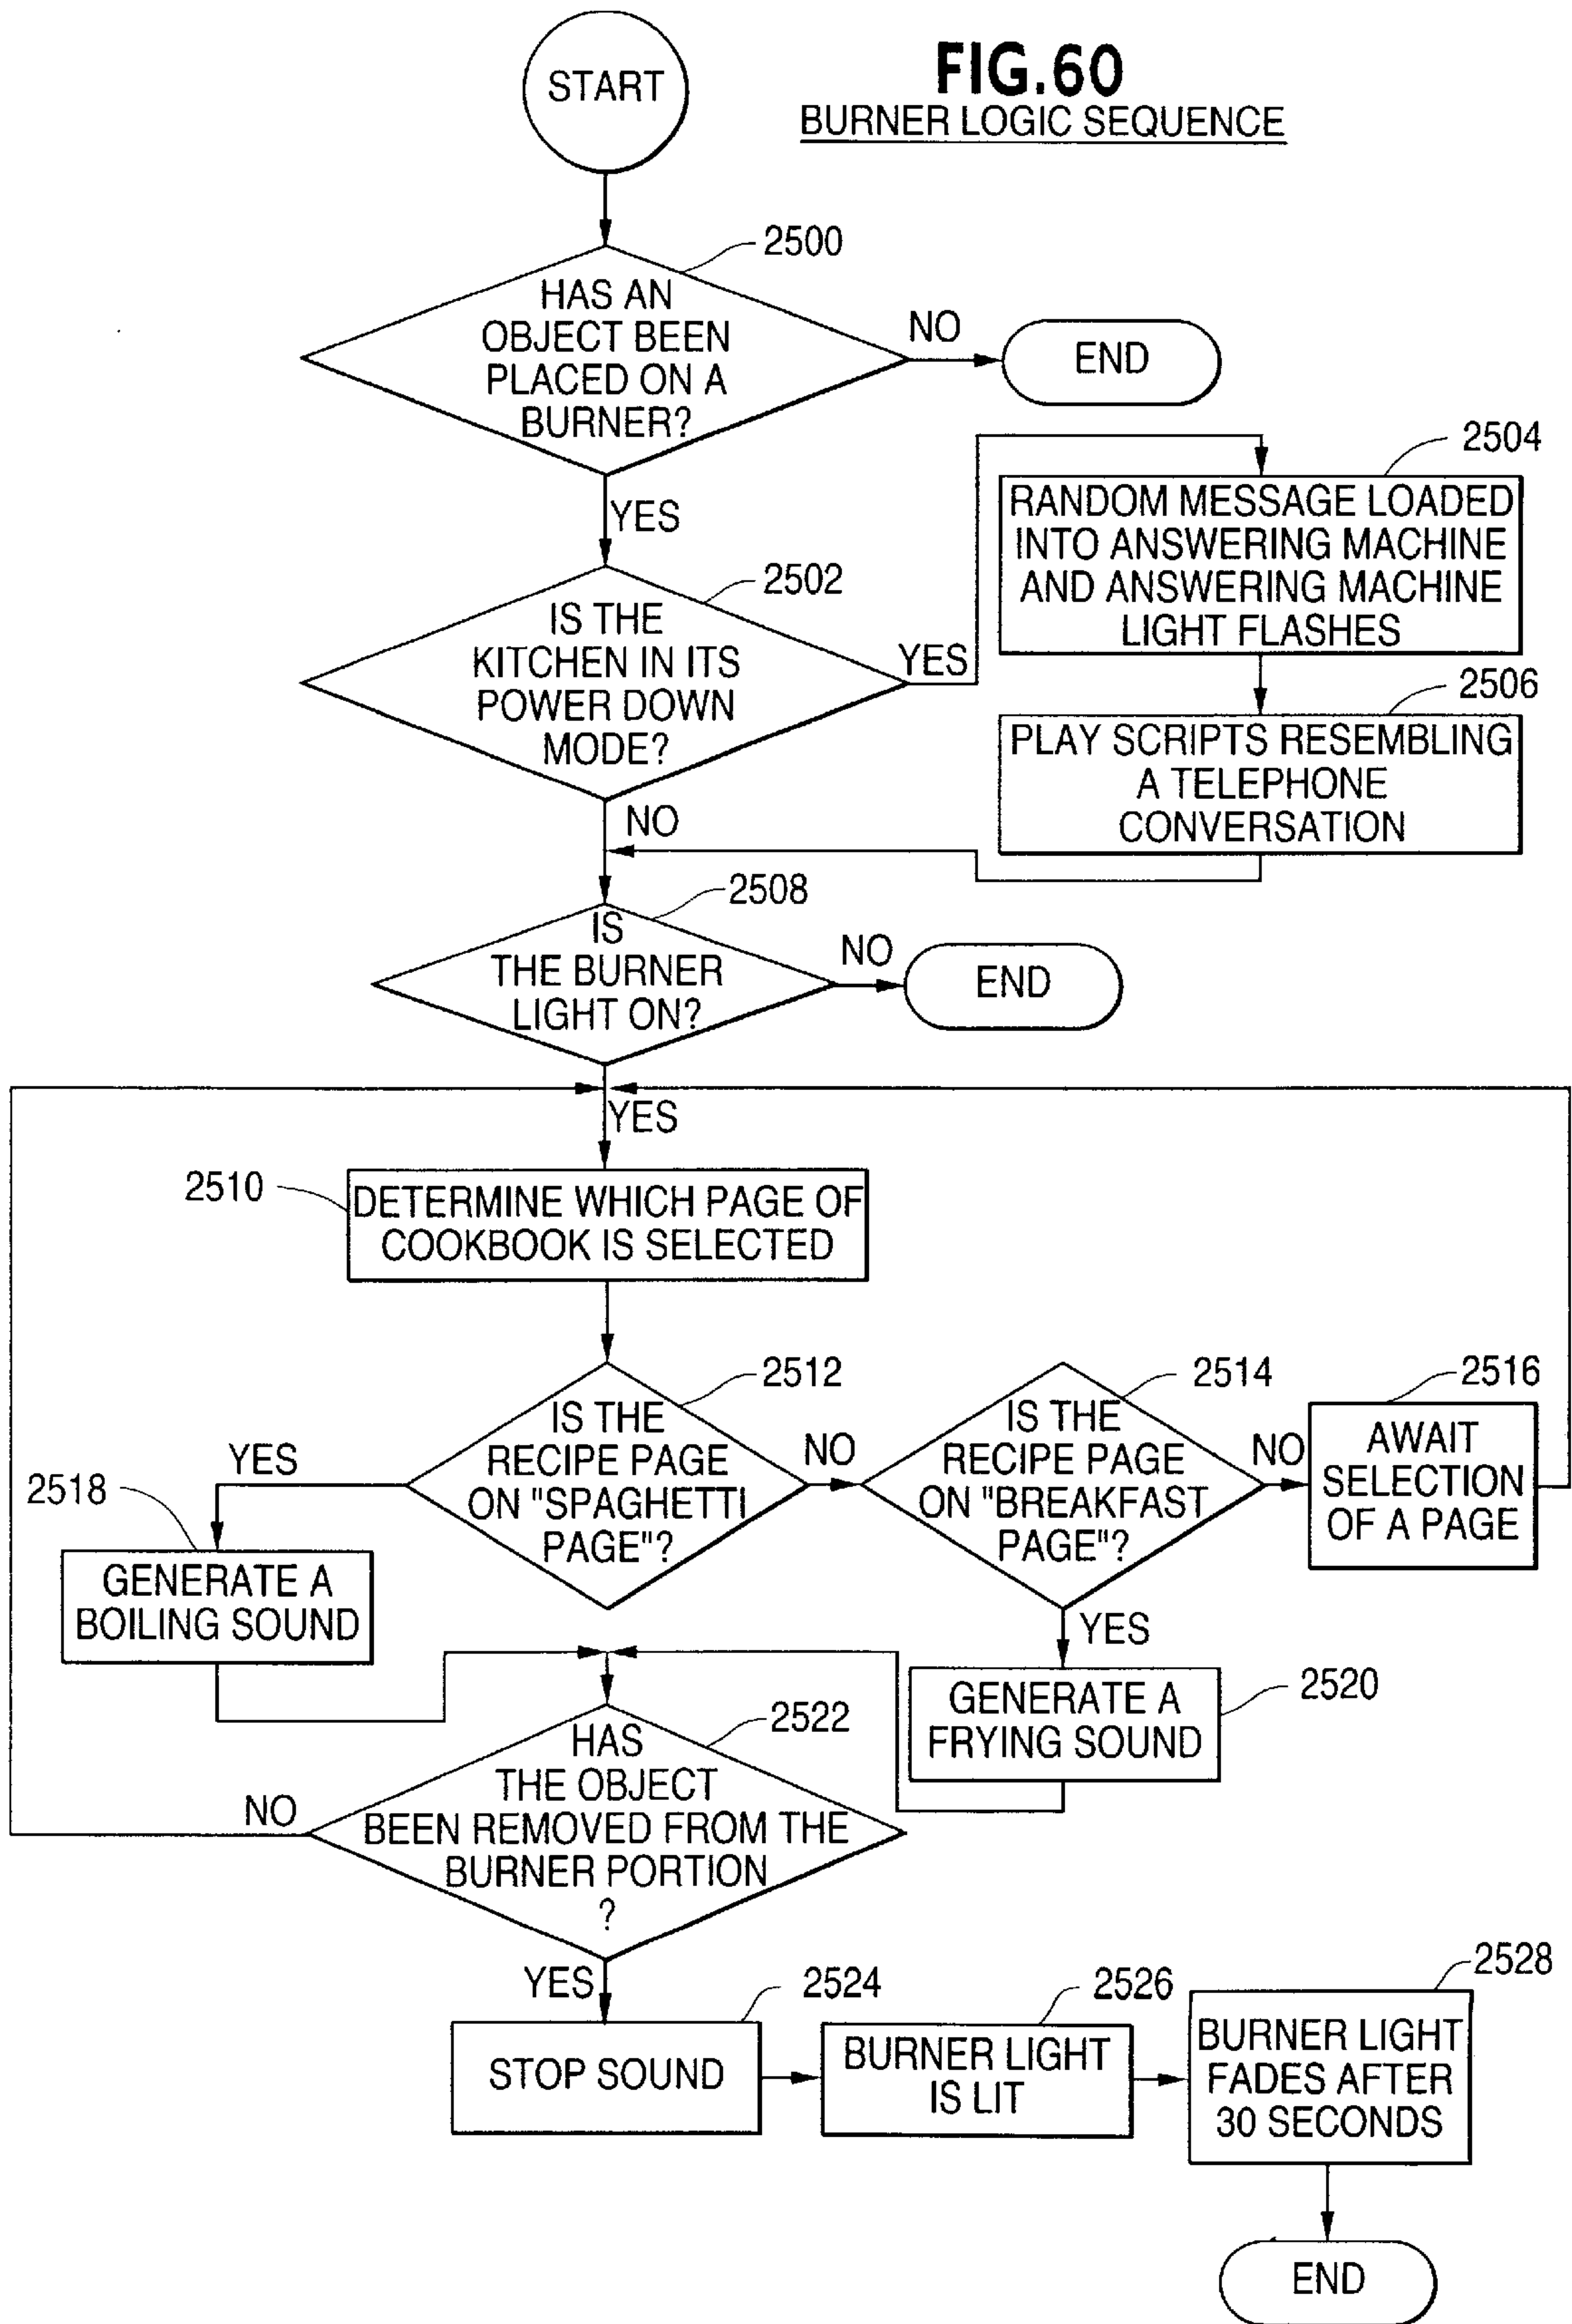 START
FIG.60
BURNER LOGIC SEQUENCE
2500
HAS AN
OBJECT BEEN
PLACED ON A
BURNER?
NO
END
YES
2502
IS THE
KITCHEN IN ITS
POWER DOWN
MODE?
YES
2504
RANDOM MESSAGE LOADED
INTO ANSWERING MACHINE
AND ANSWERING MACHINE
LIGHT FLASHES
2506
PLAY SCRIPTS RESEMBLING
A TELEPHONE
CONVERSATION
NO
2508
IS
THE BURNER
LIGHT ON?
NO
END
YES
2510
DETERMINE WHICH PAGE OF
COOKBOOK IS SELECTED
2512
IS THE
RECIPE PAGE
ON "SPAGHETTI
PAGE"?
NO
2514
IS THE
RECIPE PAGE
ON "BREAKFAST
PAGE"?
NO
2516
AWAIT
SELECTION
OF A PAGE
YES
2518
GENERATE A
BOILING SOUND
YES
2520
GENERATE A
FRYING SOUND
2522
HAS
THE OBJECT
BEEN REMOVED FROM THE
BURNER PORTION
?
NO
YES
2524
STOP SOUND
2526
BURNER LIGHT
IS LIT
2528
BURNER LIGHT
FADES AFTER
30 SECONDS
END